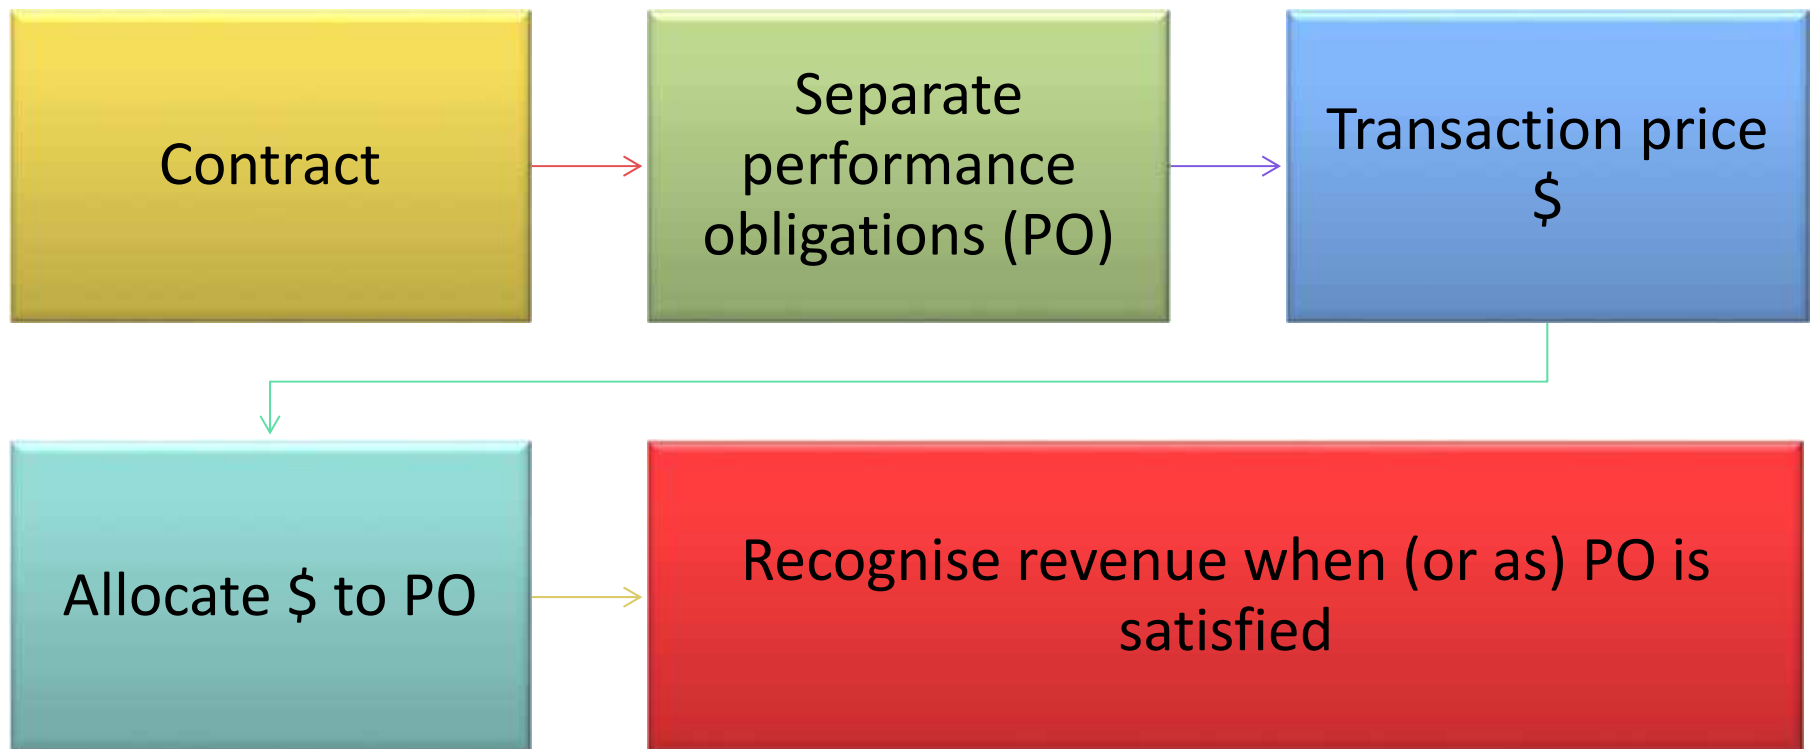 Contract
Separate
performance
obligations (PO)
Transaction price
$
Allocate $ to PO
Recognise revenue when (or as) PO is
satisfied